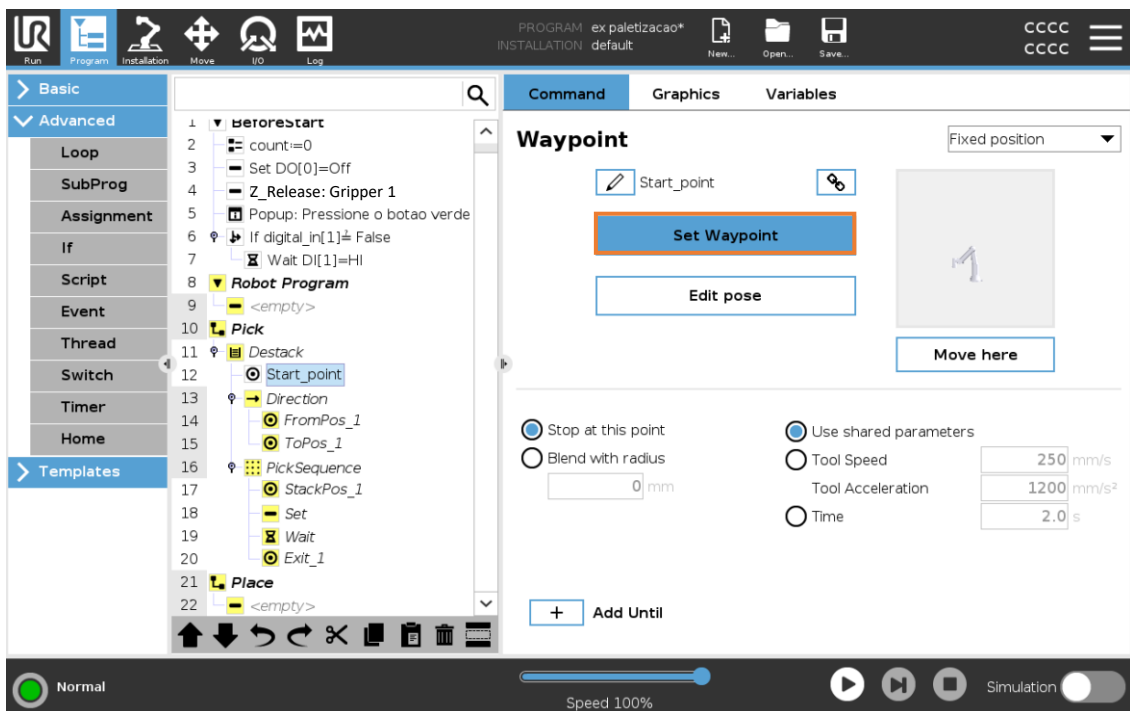 PROGRAM ex paletizacao*
INSTALLATION default
CCCC
CCCC
Run Program Installation Move I/O Log New... Open... Save...
Basic
Advanced
Loop
SubProg
Assignment
If
Script
Event
Thread
Switch
Timer
Home
Templates
1 BeforeStart
2 count:=0
3 Set DO[0]=Off
4 Z_Release: Gripper 1
5 Popup: Pressione o botao verde
6 If digital_in[1]≟ False
7 Wait DI[1]=HI
8 Robot Program
9 <empty>
10 Pick
11 Destack
12 Start_point
13 Direction
14 FromPos_1
15 ToPos_1
16 PickSequence
17 StackPos_1
18 Set
19 Wait
20 Exit_1
21 Place
22 <empty>
Command Graphics Variables
Waypoint
Fixed position
Start_point
Set Waypoint
Edit pose
Move here
Stop at this point
Blend with radius
0 mm
Use shared parameters
Tool Speed 250 mm/s
Tool Acceleration 1200 mm/s²
Time 2.0 s
+ Add Until
Normal
Speed 100%
Simulation